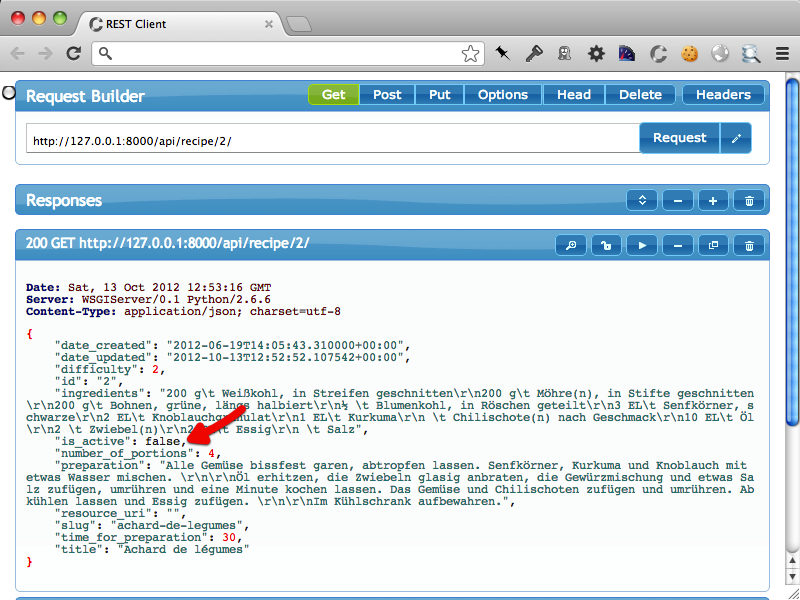 REST Client
Request Builder
Get Post Put Options Head Delete Headers
http://127.0.0.1:8000/api/recipe/2/
Request
Responses
200 GET http://127.0.0.1:8000/api/recipe/2/
Date: Sat, 13 Oct 2012 12:53:16 GMT
Server: WSGIServer/0.1 Python/2.6.6
Content-Type: application/json; charset=utf-8
{
"date_created": "2012-06-19T14:05:43.310000+00:00",
"date_updated": "2012-10-13T12:52:52.107542+00:00",
"difficulty": 2,
"id": "2",
"ingredients": "200 g\t Weißkohl, in Streifen geschnitten\r\n200 g\t Möhre(n), in Stifte geschnitten
\r\n200 g\t Bohnen, grüne, längs halbiert\r\n½ \t Blumenkohl, in Röschen geteilt\r\n3 EL\t Senfkörner, s
chwarze\r\n2 EL\t Knoblauchgranulat\r\n1 EL\t Kurkuma\r\n \t Chilischote(n) nach Geschmack\r\n10 EL\t Öl
\r\n2 \t Zwiebel(n)\r\n2 \t Essig\r\n \t Salz",
"is_active": false,
"number_of_portions": 4,
"preparation": "Alle Gemüse bissfest garen, abtropfen lassen. Senfkörner, Kurkuma und Knoblauch mit
etwas Wasser mischen. \r\n\r\nÖl erhitzen, die Zwiebeln glasig anbraten, die Gewürzmischung und etwas Sa
lz zufügen, umrühren und eine Minute kochen lassen. Das Gemüse und Chilischoten zufügen und umrühren. Ab
kühlen lassen und Essig zufügen. \r\n\r\nIm Kühlschrank aufbewahren.",
"resource_uri": "",
"slug": "achard-de-legumes",
"time_for_preparation": 30,
"title": "Achard de légumes"
}